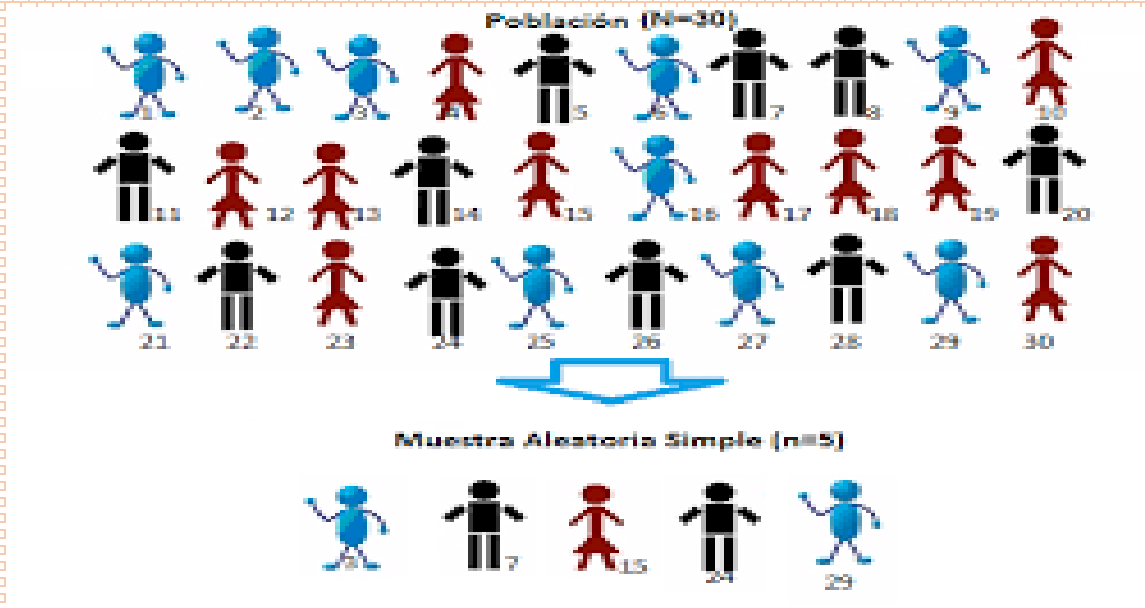 Población (N=30)
1 2 3 4 5 6 7 8 9 10
11 12 13 14 15 16 17 18 19 20
21 22 23 24 25 26 27 28 29 30
Muestra Aleatoria Simple (n=5)
3 7 15 24 29